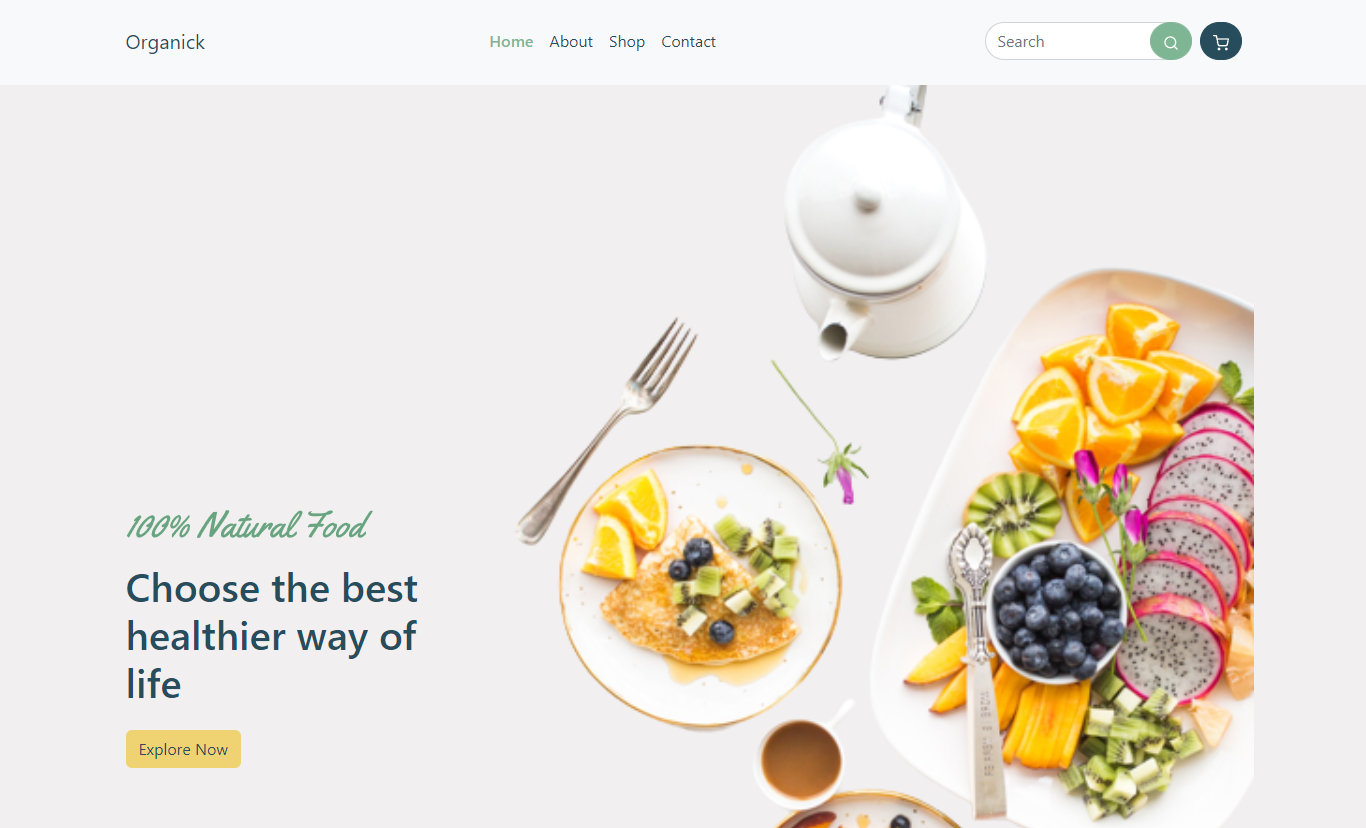 Organick
Home About Shop Contact
Search
100% Natural Food
Choose the best
healthier way of
life
Explore Now